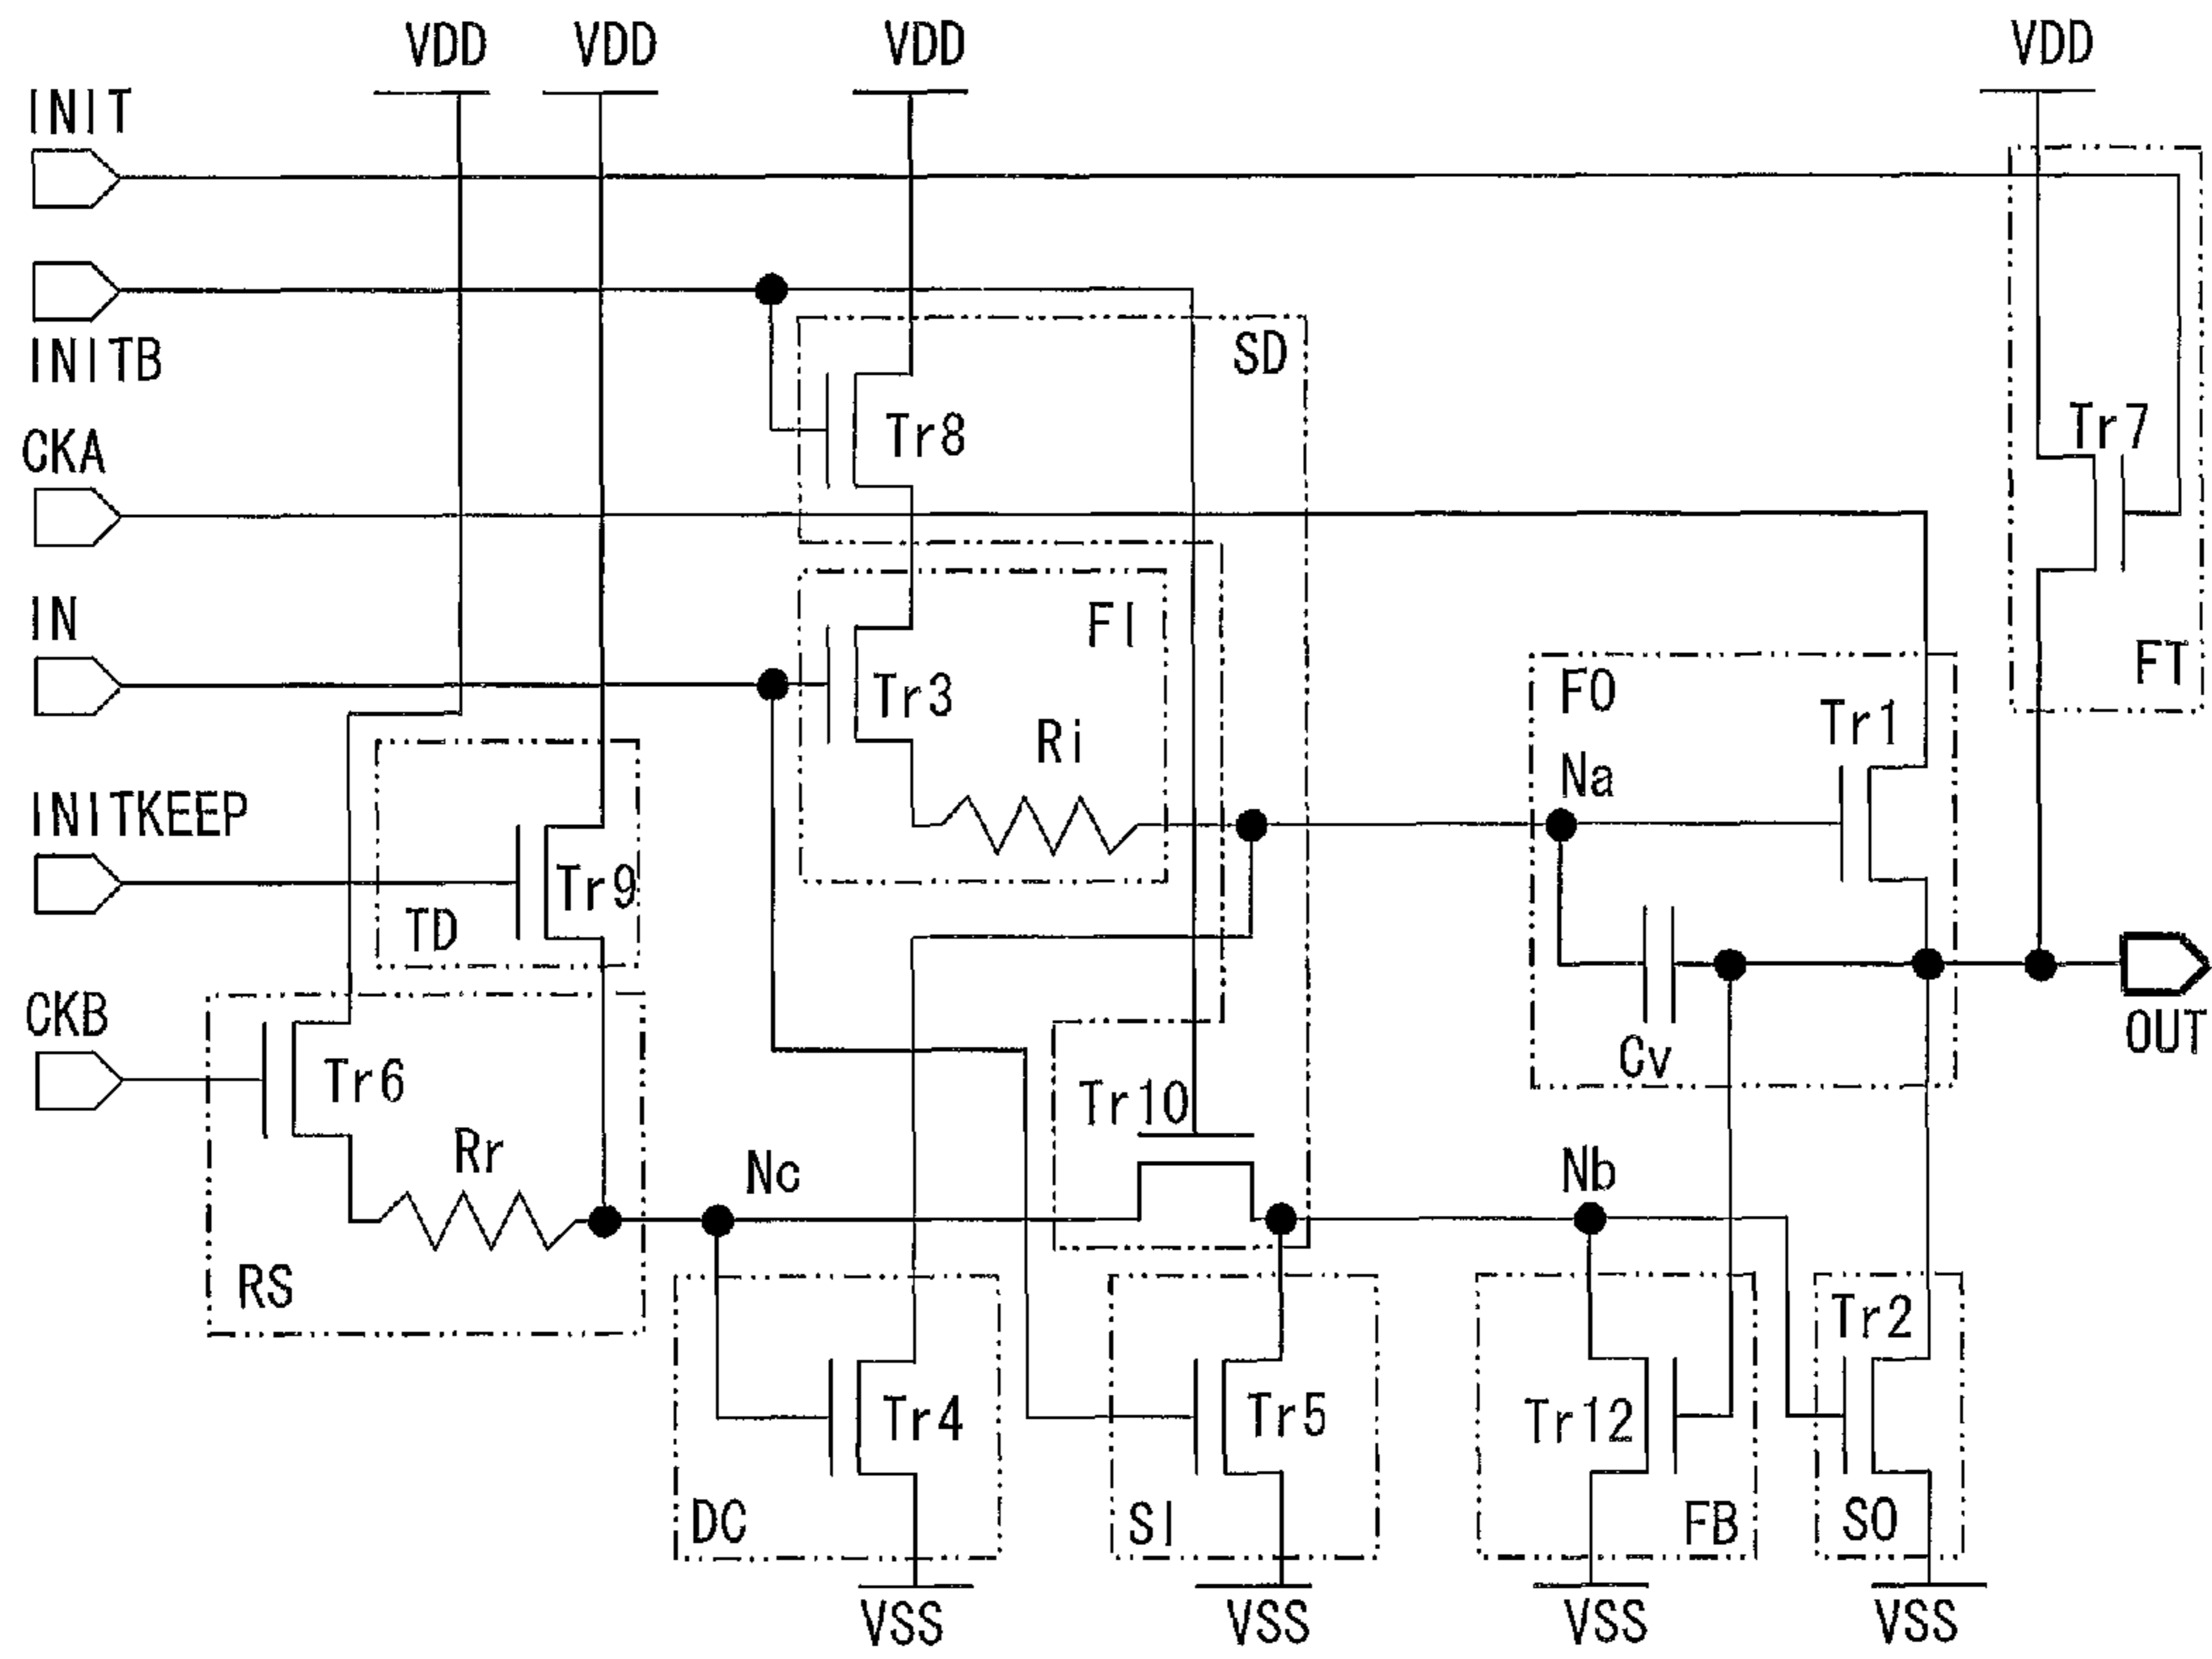 VDD
VDD
VDD
VDD
INIT
INITB
SD
Tr8
Tr7
CKA
IN
FI
Tr3
Ri
FT
FO
Tr1
Na
INITKEEP
Tr9
TD
CKB
Tr6
Rr
Cv
OUT
Tr10
Nc
Nb
RS
Tr2
Tr4
Tr5
Tr12
DC
SI
FB
SO
VSS
VSS
VSS
VSS